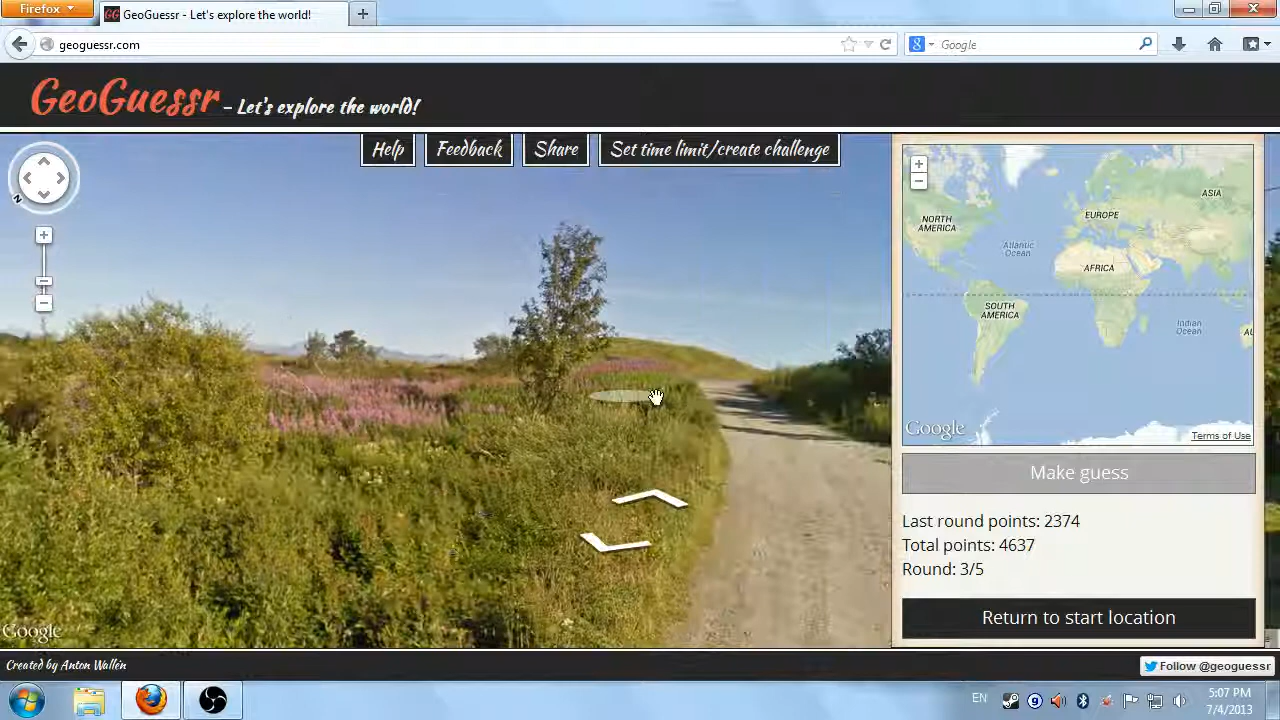 Firefox
GeoGuessr - Let's explore the world!
geoguessr.com
Google
GeoGuessr - Let's explore the world!
Help
Feedback
Share
Set time limit/create challenge
N
NORTH
AMERICA
Atlantic
Ocean
EUROPE
ASIA
AFRICA
SOUTH
AMERICA
Indian
Ocean
AU
Google
Terms of Use
Make guess
Last round points: 2374
Total points: 4637
Round: 3/5
Return to start location
Google
Created by Anton Wallén
Follow @geoguessr
EN
5:07 PM
7/4/2013